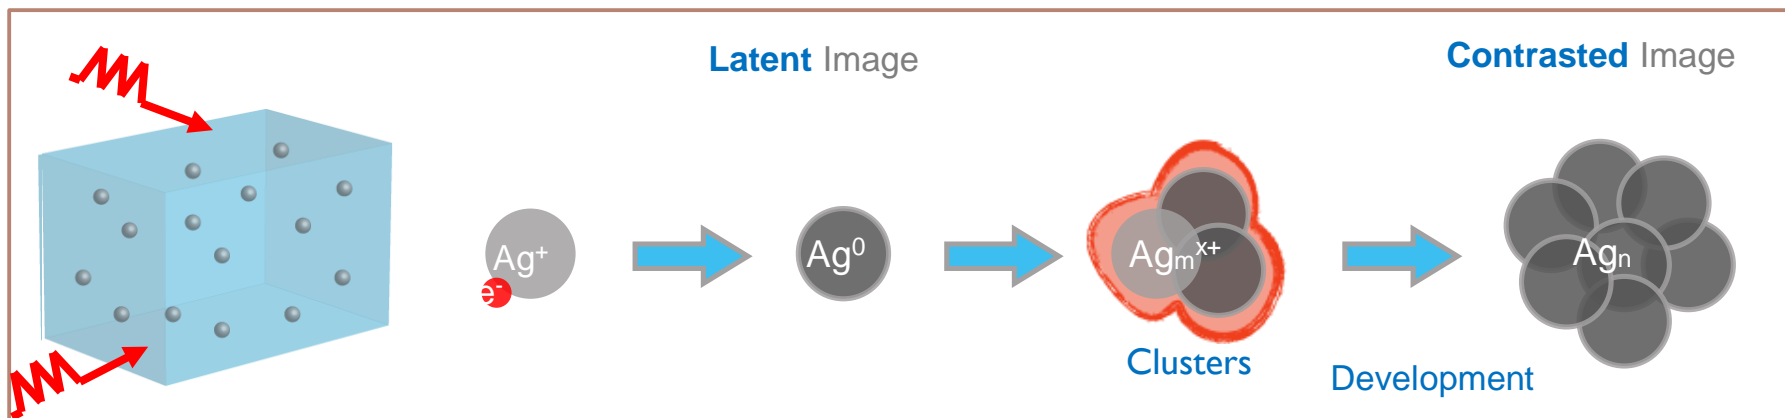 Latent Image
Contrasted Image
Ag⁺
e⁻
Ag⁰
Agₘˣ⁺
Agₙ
Clusters
Development